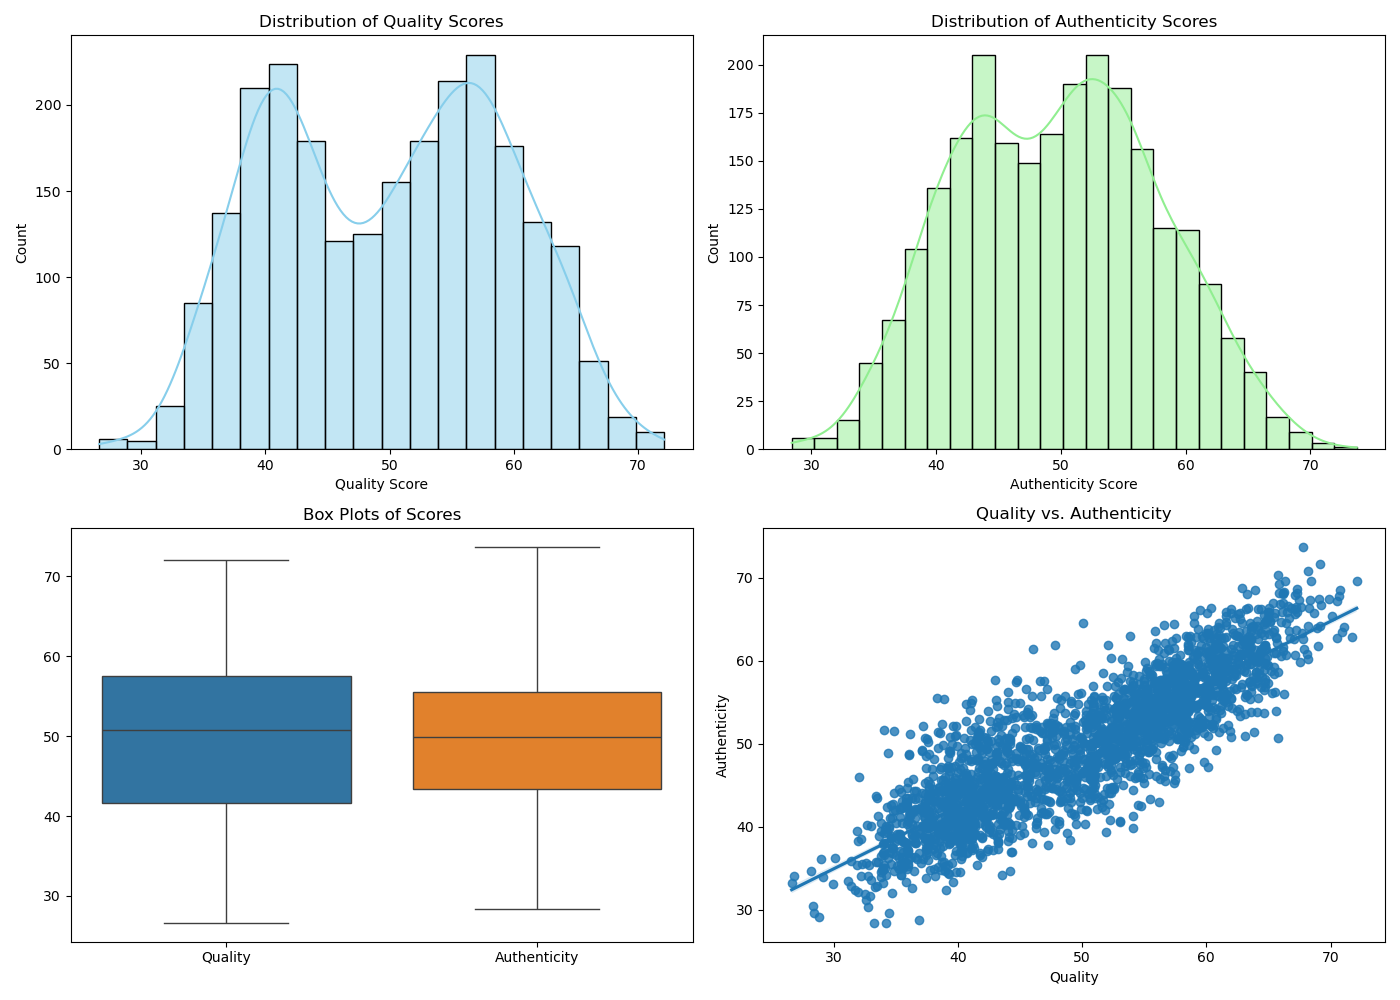 Distribution of Quality Scores
200
150
100
50
0
Count
30 40 50 60 70
Quality Score
Distribution of Authenticity Scores
200
175
150
125
100
75
50
25
0
Count
30 40 50 60 70
Authenticity Score
Box Plots of Scores
70
60
50
40
30
Quality Authenticity
Quality vs. Authenticity
70
60
50
40
30
Authenticity
30 40 50 60 70
Quality